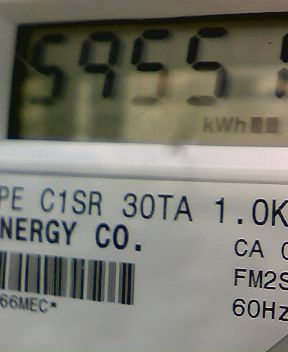 5955
kWh
PE C1SR 30TA 1.0K
NERGY CO.
CA
FM2S
66MEC*
60Hz